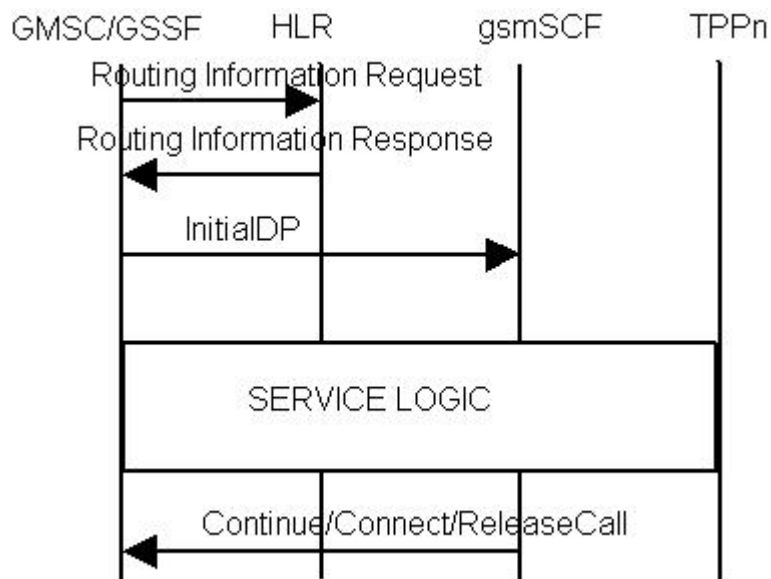 GMSC/GSSF HLR gsmSCF TPPn
Routing Information Request
Routing Information Response
InitialDP
SERVICE LOGIC
Continue/Connect/ReleaseCall